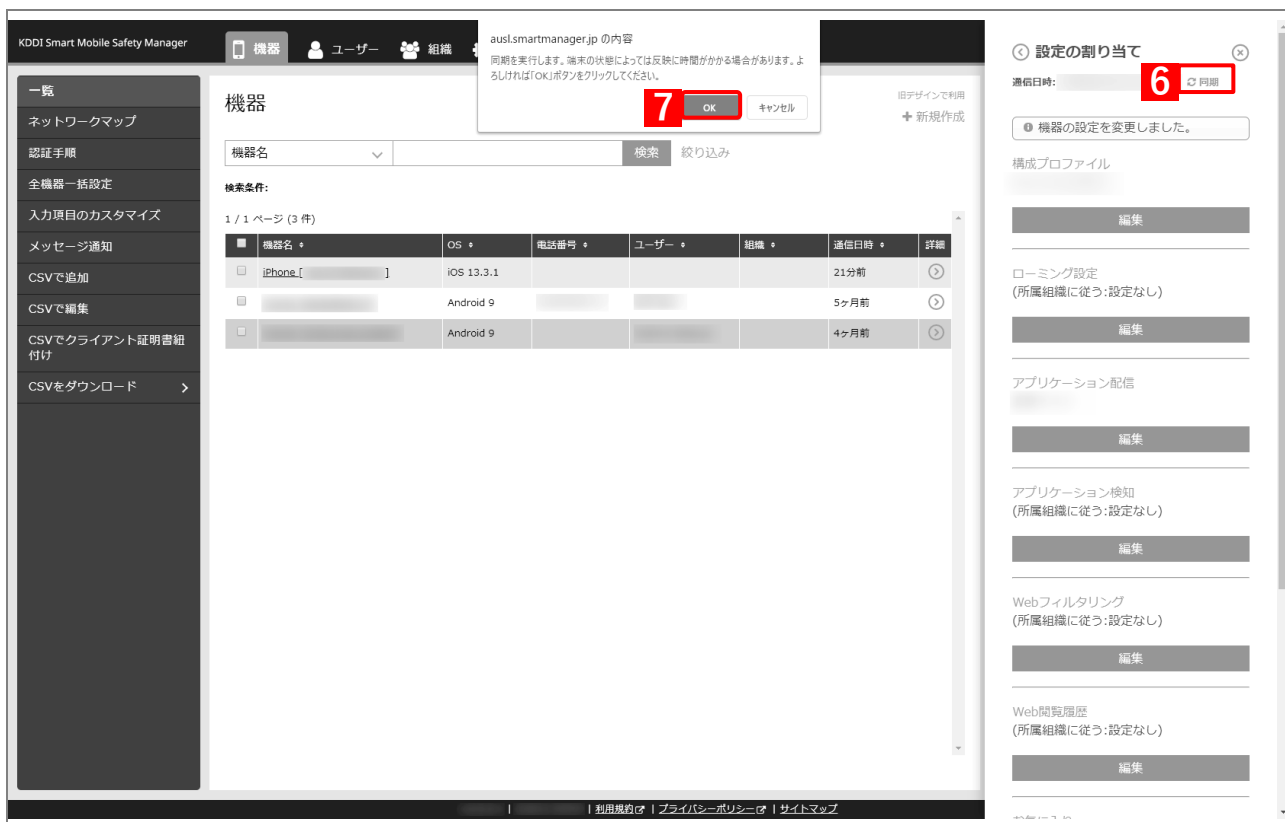 KDDI Smart Mobile Safety Manager
機器
ユーザー
組織
ausl.smartmanager.jp の内容
同期を実行します。端末の状態によっては反映に時間がかかる場合があります。よ
ろしければ「OK」ボタンをクリックしてください。
7
OK
キャンセル
一覧
ネットワークマップ
認証手順
全機器一括設定
入力項目のカスタマイズ
メッセージ通知
CSVで追加
CSVで編集
CSVでクライアント証明書紐
付け
CSVをダウンロード
機器
旧デザインで利用
+ 新規作成
機器名
検索
絞り込み
検索条件:
1 / 1 ページ (3 件)
機器名 OS 電話番号 ユーザー 組織 通信日時 詳細
iPhone [ ] iOS 13.3.1 21分前
Android 9 5ヶ月前
Android 9 4ヶ月前
設定の割り当て
通信日時:
6
同期
機器の設定を変更しました。
構成プロファイル
編集
ローミング設定
(所属組織に従う:設定なし)
編集
アプリケーション配信
編集
アプリケーション検知
(所属組織に従う:設定なし)
編集
Webフィルタリング
(所属組織に従う:設定なし)
編集
Web閲覧履歴
(所属組織に従う:設定なし)
編集
| | 利用規約 | プライバシーポリシー | サイトマップ